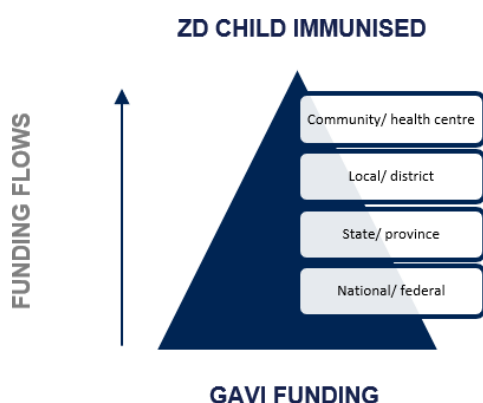 ZD CHILD IMMUNISED
FUNDING FLOWS
Community/ health centre
Local/ district
State/ province
National/ federal
GAVI FUNDING